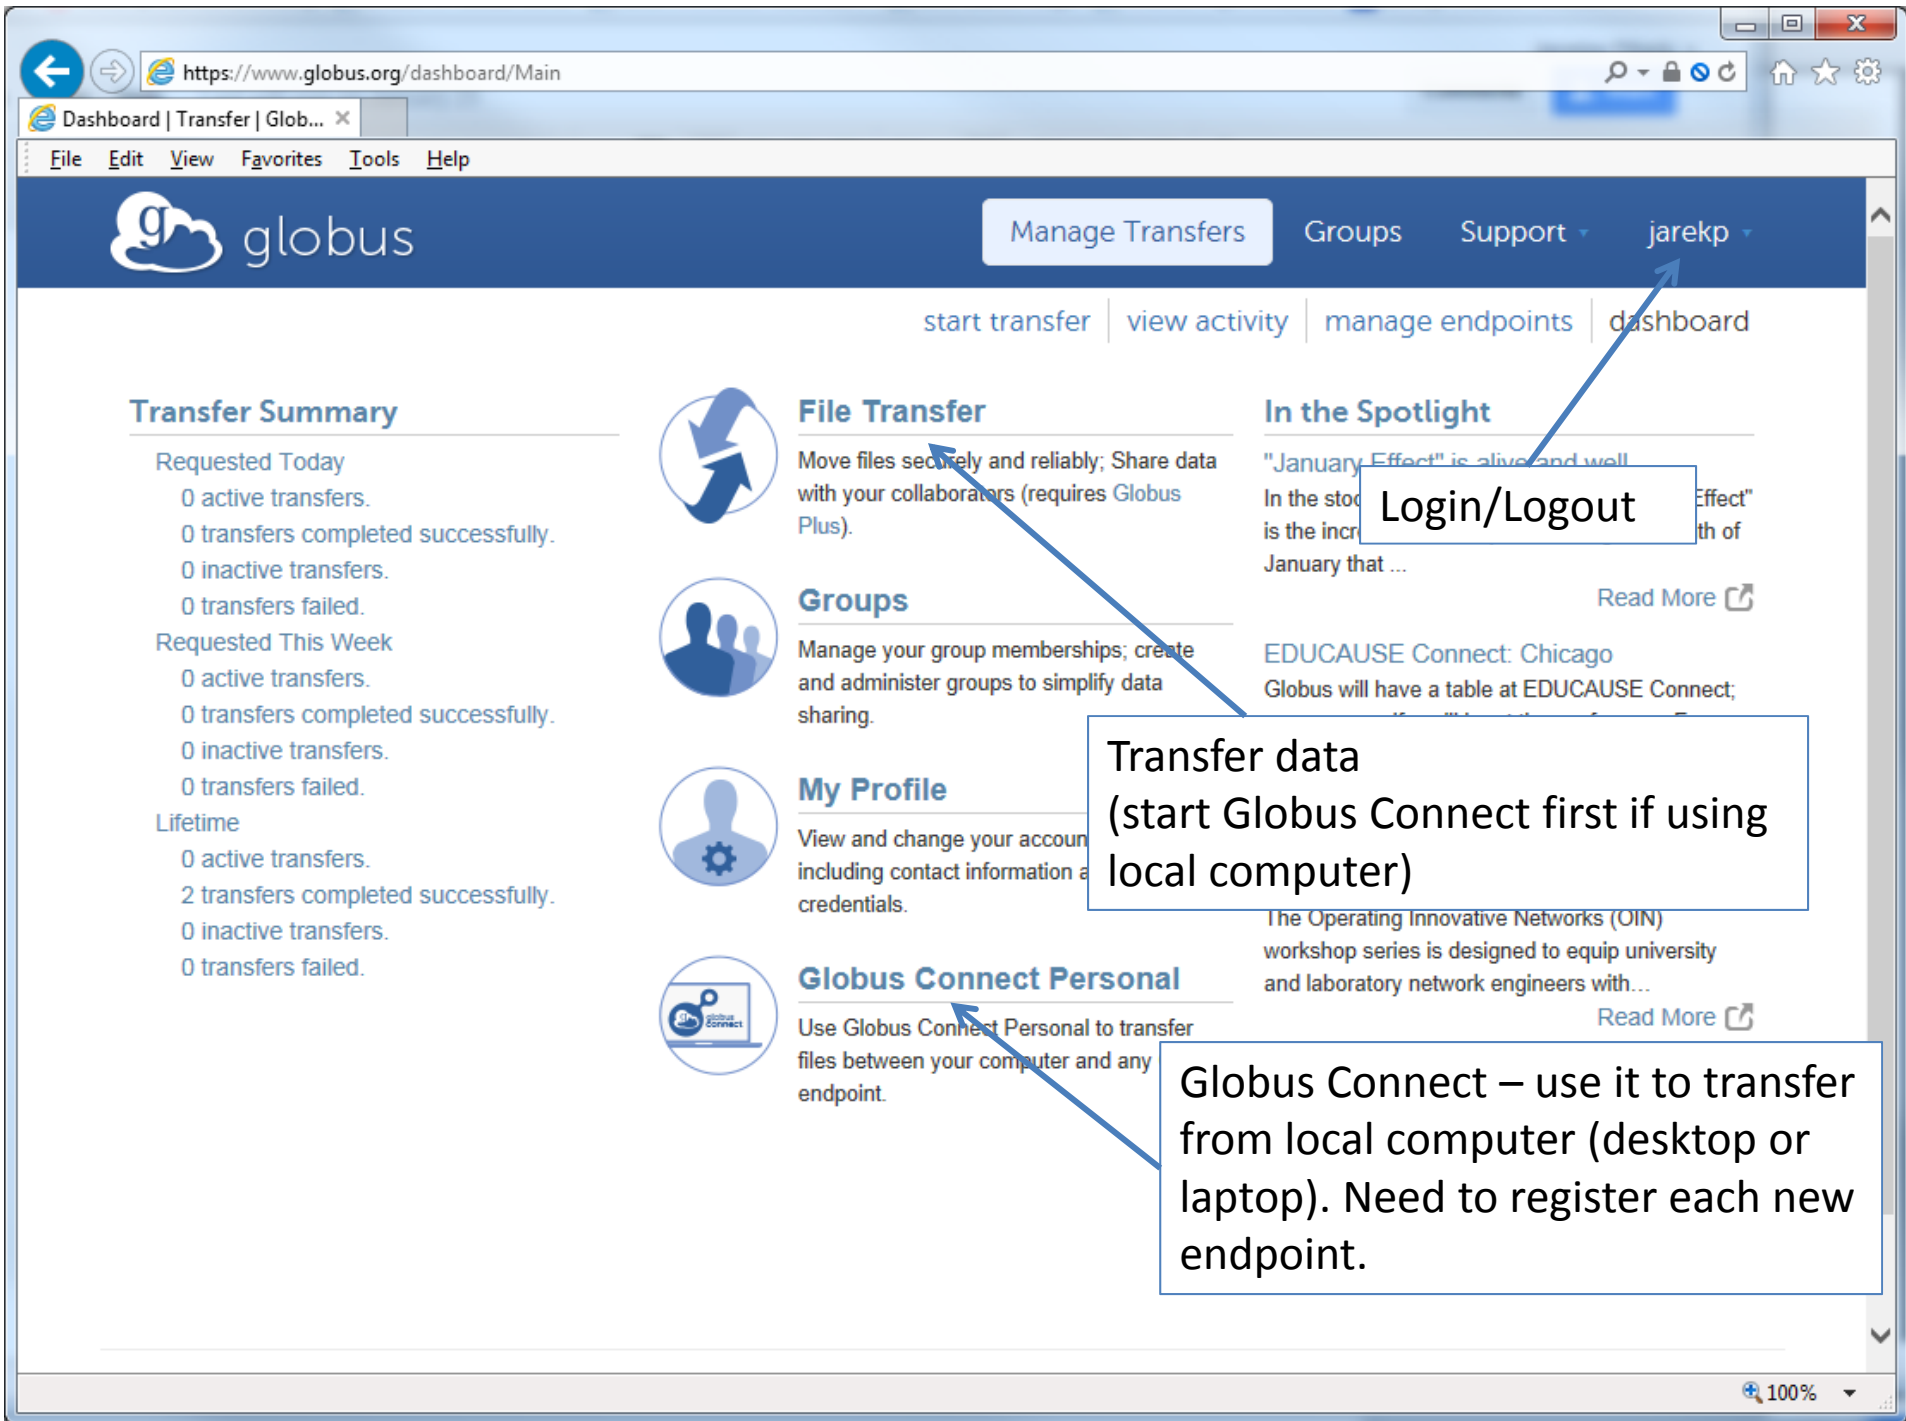 https://www.globus.org/dashboard/Main
Dashboard | Transfer | Glob...
File Edit View Favorites Tools Help
globus
Manage Transfers Groups Support jarekp
start transfer view activity manage endpoints dashboard
Transfer Summary
Requested Today
0 active transfers.
0 transfers completed successfully.
0 inactive transfers.
0 transfers failed.
Requested This Week
0 active transfers.
0 transfers completed successfully.
0 inactive transfers.
0 transfers failed.
Lifetime
0 active transfers.
2 transfers completed successfully.
0 inactive transfers.
0 transfers failed.
File Transfer
Move files securely and reliably; Share data
with your collaborators (requires Globus
Plus).
Groups
Manage your group memberships; create
and administer groups to simplify data
sharing.
My Profile
View and change your accoun
including contact information a
credentials.
globus
connect
Globus Connect Personal
Use Globus Connect Personal to transfer
files between your computer and any
endpoint.
In the Spotlight
"January Effect" is alive and well
In the stoc Effect"
is the incr th of
January that ...
Read More
EDUCAUSE Connect: Chicago
Globus will have a table at EDUCAUSE Connect;
The Operating Innovative Networks (OIN)
workshop series is designed to equip university
and laboratory network engineers with...
Read More
Login/Logout
Transfer data
(start Globus Connect first if using
local computer)
Globus Connect – use it to transfer
from local computer (desktop or
laptop). Need to register each new
endpoint.
100%